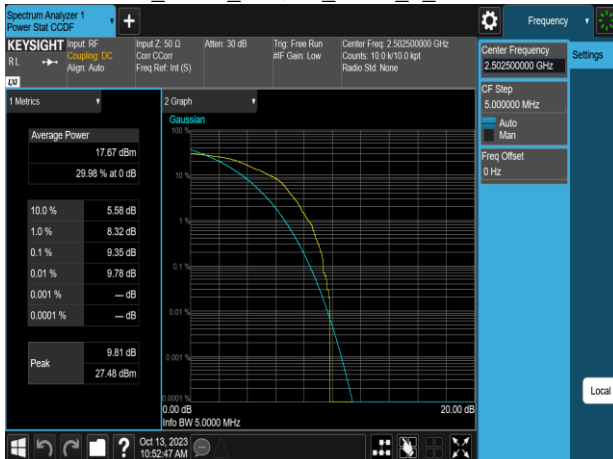 Spectrum Analyzer 1
Power Stat CCDF
Frequency
KEYSIGHT
RL
LXI
Input: RF
Coupling: DC
Align: Auto
Input Z: 50 Ω
Corr CCorr
Freq Ref: Int (S)
Atten: 30 dB
Trig: Free Run
#IF Gain: Low
Center Freq: 2.502500000 GHz
Counts: 10.0 k/10.0 kpt
Radio Std: None
Center Frequency
2.502500000 GHz
Settings
CF Step
5.000000 MHz
Auto
Man
Freq Offset
0 Hz
1 Metrics
Average Power
17.67 dBm
29.98 % at 0 dB
10.0 % 5.58 dB
1.0 % 8.32 dB
0.1 % 9.35 dB
0.01 % 9.78 dB
0.001 % --- dB
0.0001 % --- dB
Peak
9.81 dB
27.48 dBm
2 Graph
Gaussian
100 %
10 %
1 %
0.1 %
0.01 %
0.001 %
0.0001 %
0.00 dB
20.00 dB
Info BW 5.0000 MHz
Local
?
Oct 13, 2023
10:52:47 AM